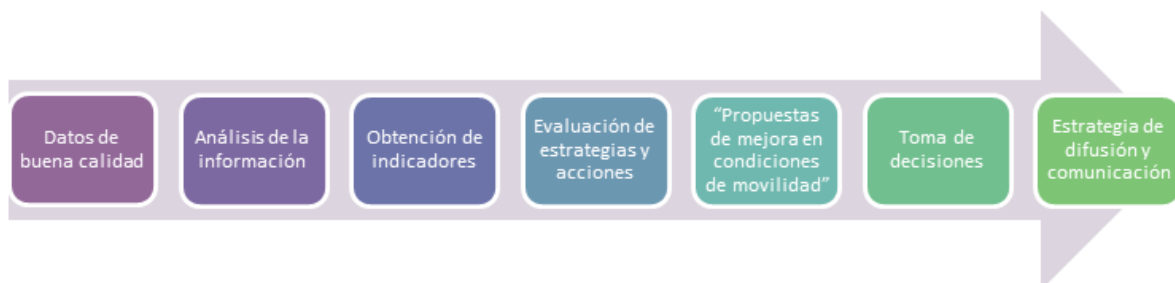 Datos de
buena calidad
Análisis de la
información
Obtención de
indicadores
Evaluación de
estrategias y
acciones
“Propuestas
de mejora en
condiciones
de movilidad”
Toma de
decisiones
Estrategia de
difusión y
comunicación